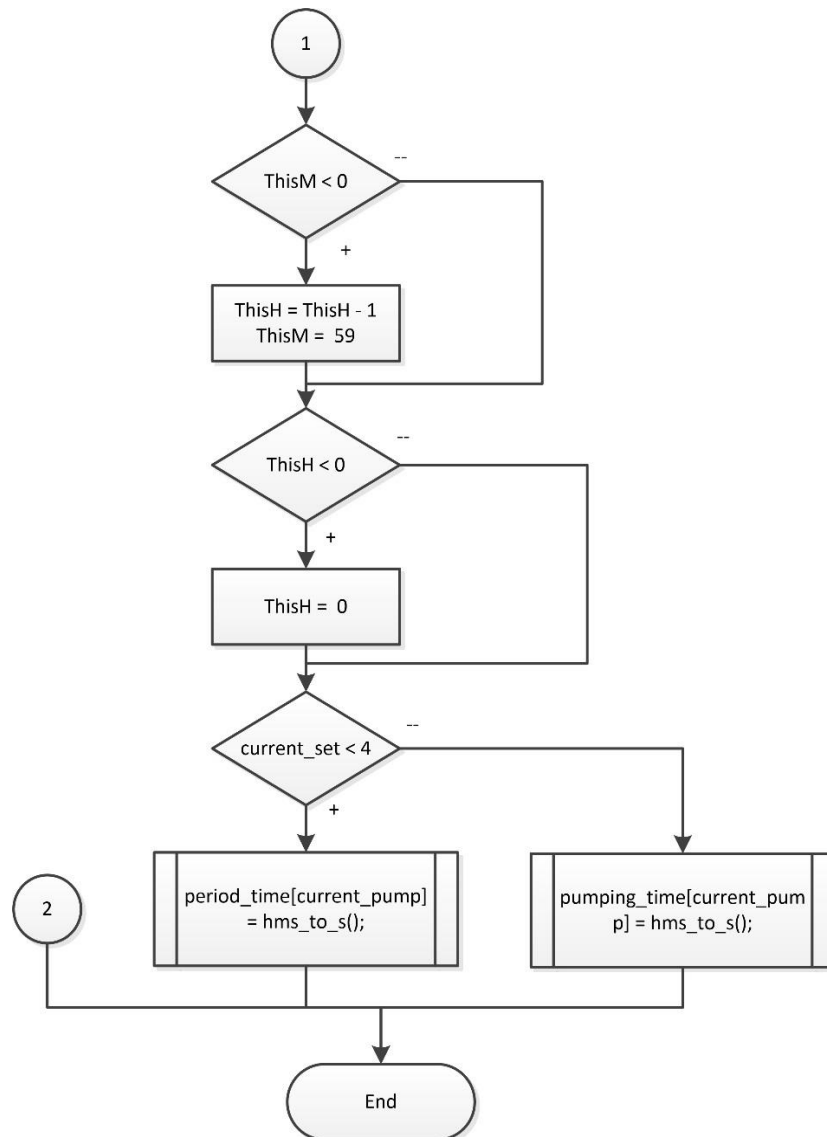 1
ThisM < 0
--
+
ThisH = ThisH - 1
ThisM = 59
ThisH < 0
--
+
ThisH = 0
current_set < 4
--
+
period_time[current_pump]
= hms_to_s();
pumping_time[current_pum
p] = hms_to_s();
2
End